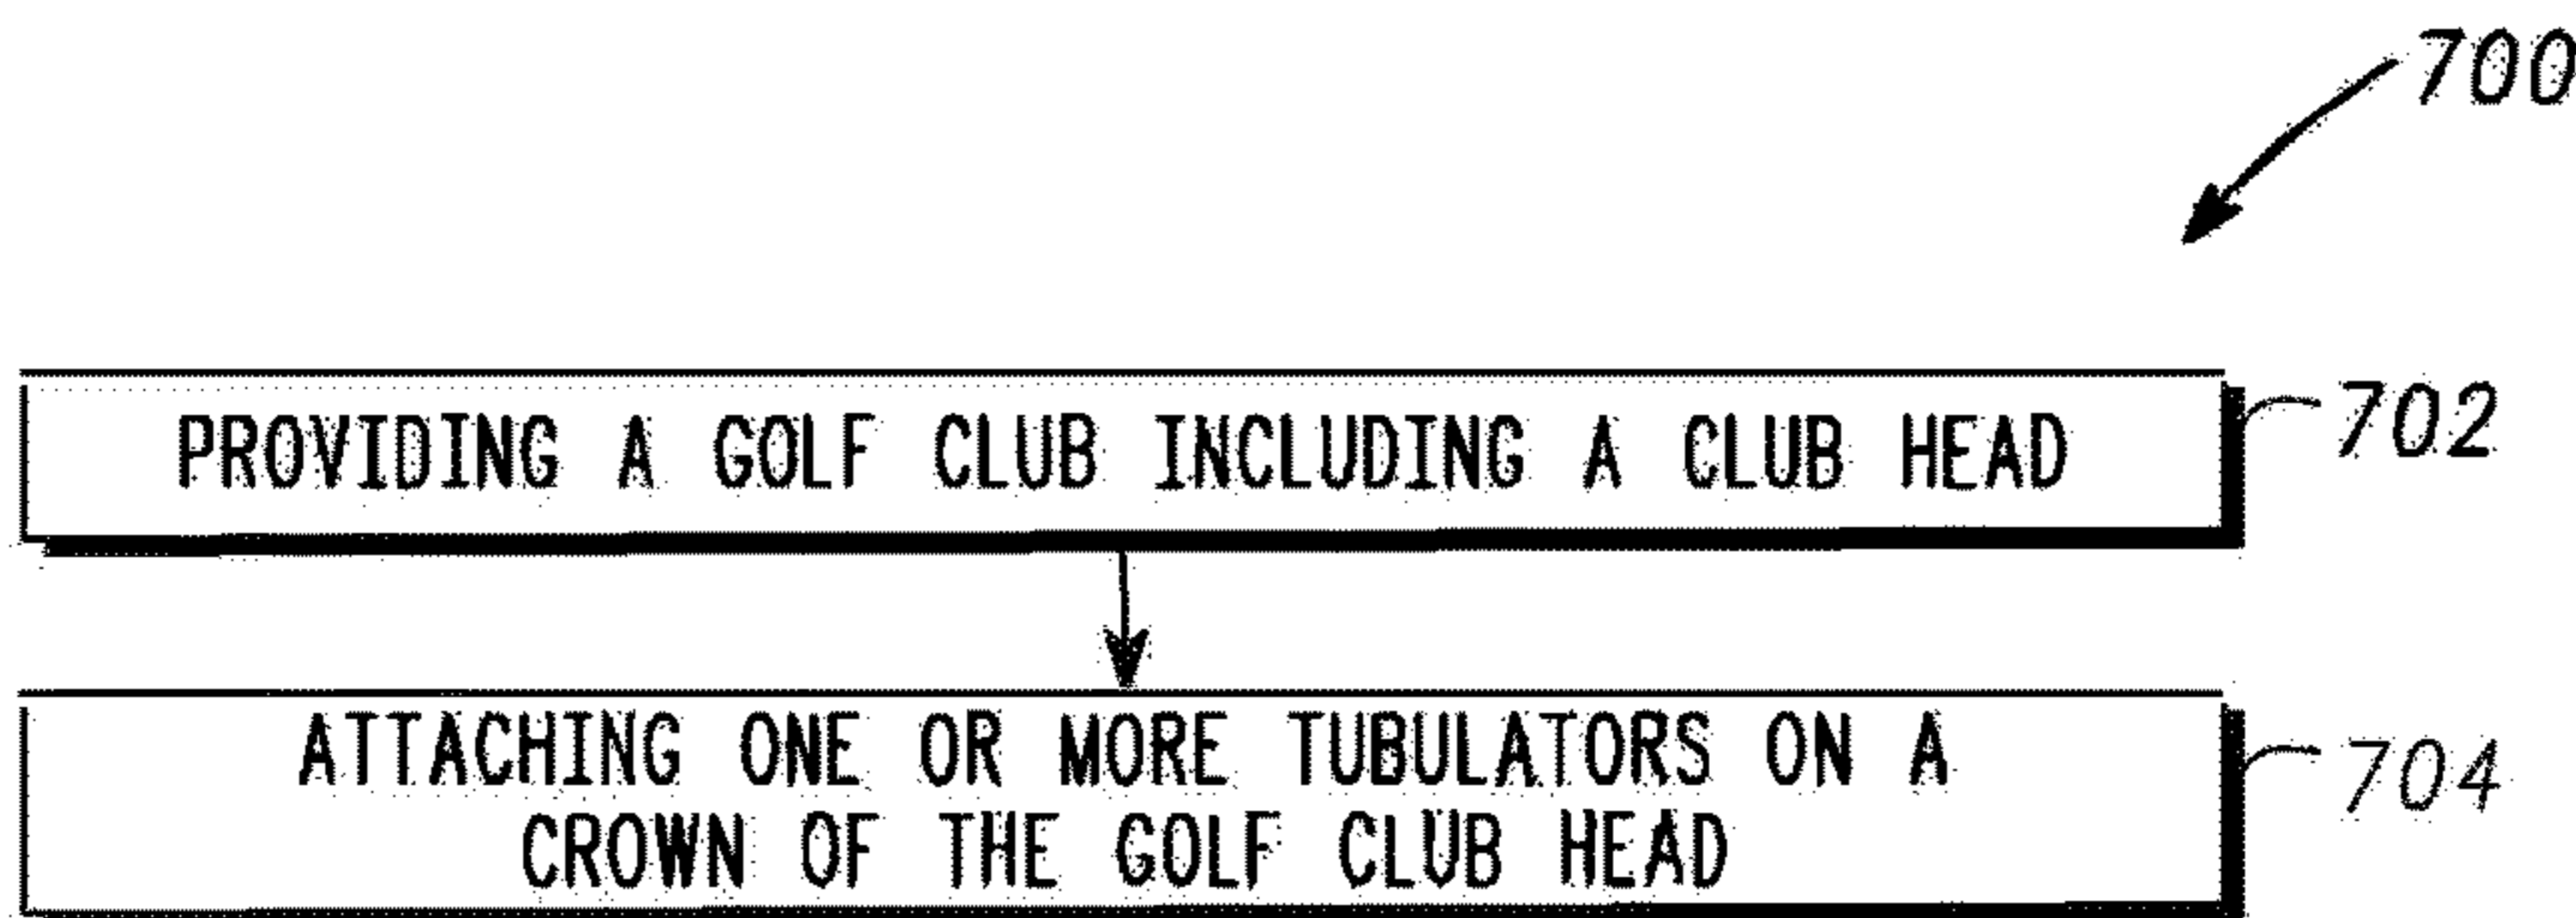 700
PROVIDING A GOLF CLUB INCLUDING A CLUB HEAD
702
ATTACHING ONE OR MORE TUBULATORS ON A
CROWN OF THE GOLF CLUB HEAD
704